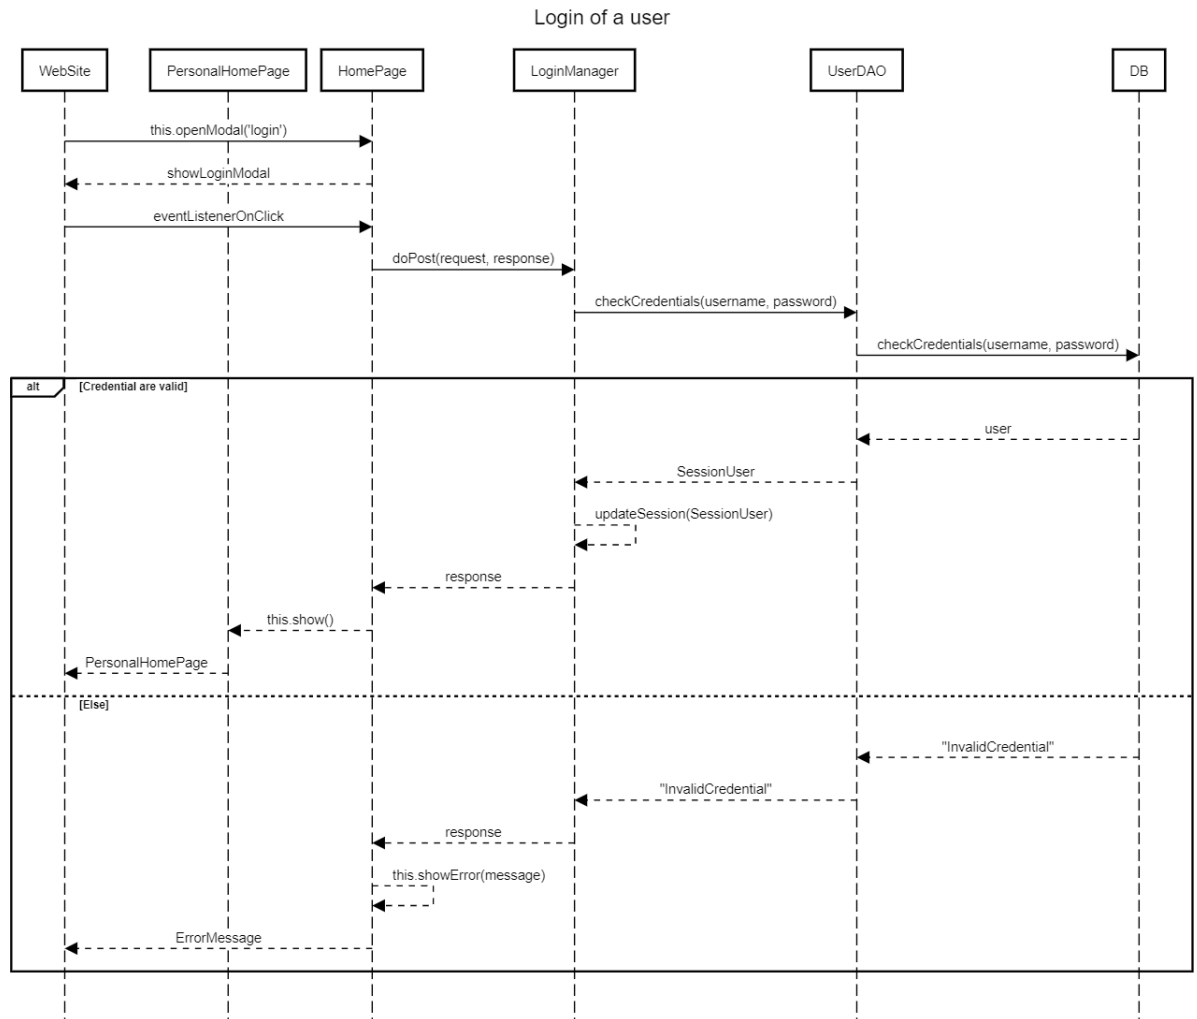 Login of a user
WebSite
PersonalHomePage
HomePage
LoginManager
UserDAO
DB
this.openModal('login')
showLoginModal
eventListenerOnClick
doPost(request, response)
checkCredentials(username, password)
checkCredentials(username, password)
alt
[Credential are valid]
user
SessionUser
updateSession(SessionUser)
response
this.show()
PersonalHomePage
[Else]
"InvalidCredential"
"InvalidCredential"
response
this.showError(message)
ErrorMessage